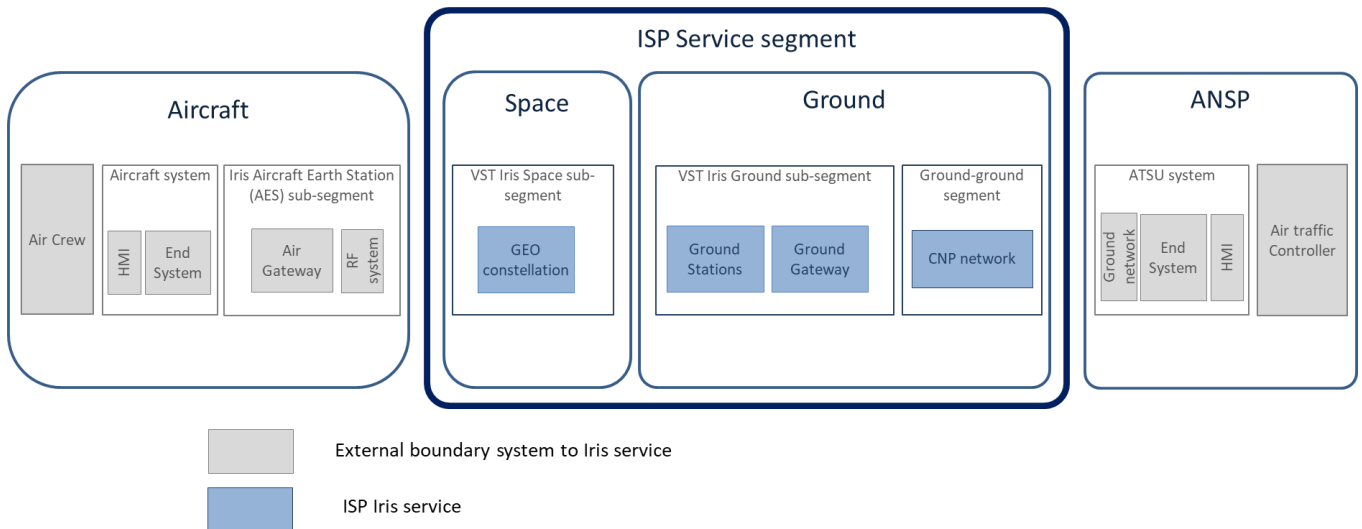 ISP Service segment
Aircraft
Space
Ground
ANSP
Air Crew
Aircraft system
HMI
End
System
Iris Aircraft Earth Station
(AES) sub-segment
Air
Gateway
RF
system
VST Iris Space sub-
segment
GEO
constellation
VST Iris Ground sub-segment
Ground
Stations
Ground
Gateway
Ground-ground
segment
CNP network
ATSU system
Ground
network
End
System
HMI
Air traffic
Controller
External boundary system to Iris service
ISP Iris service